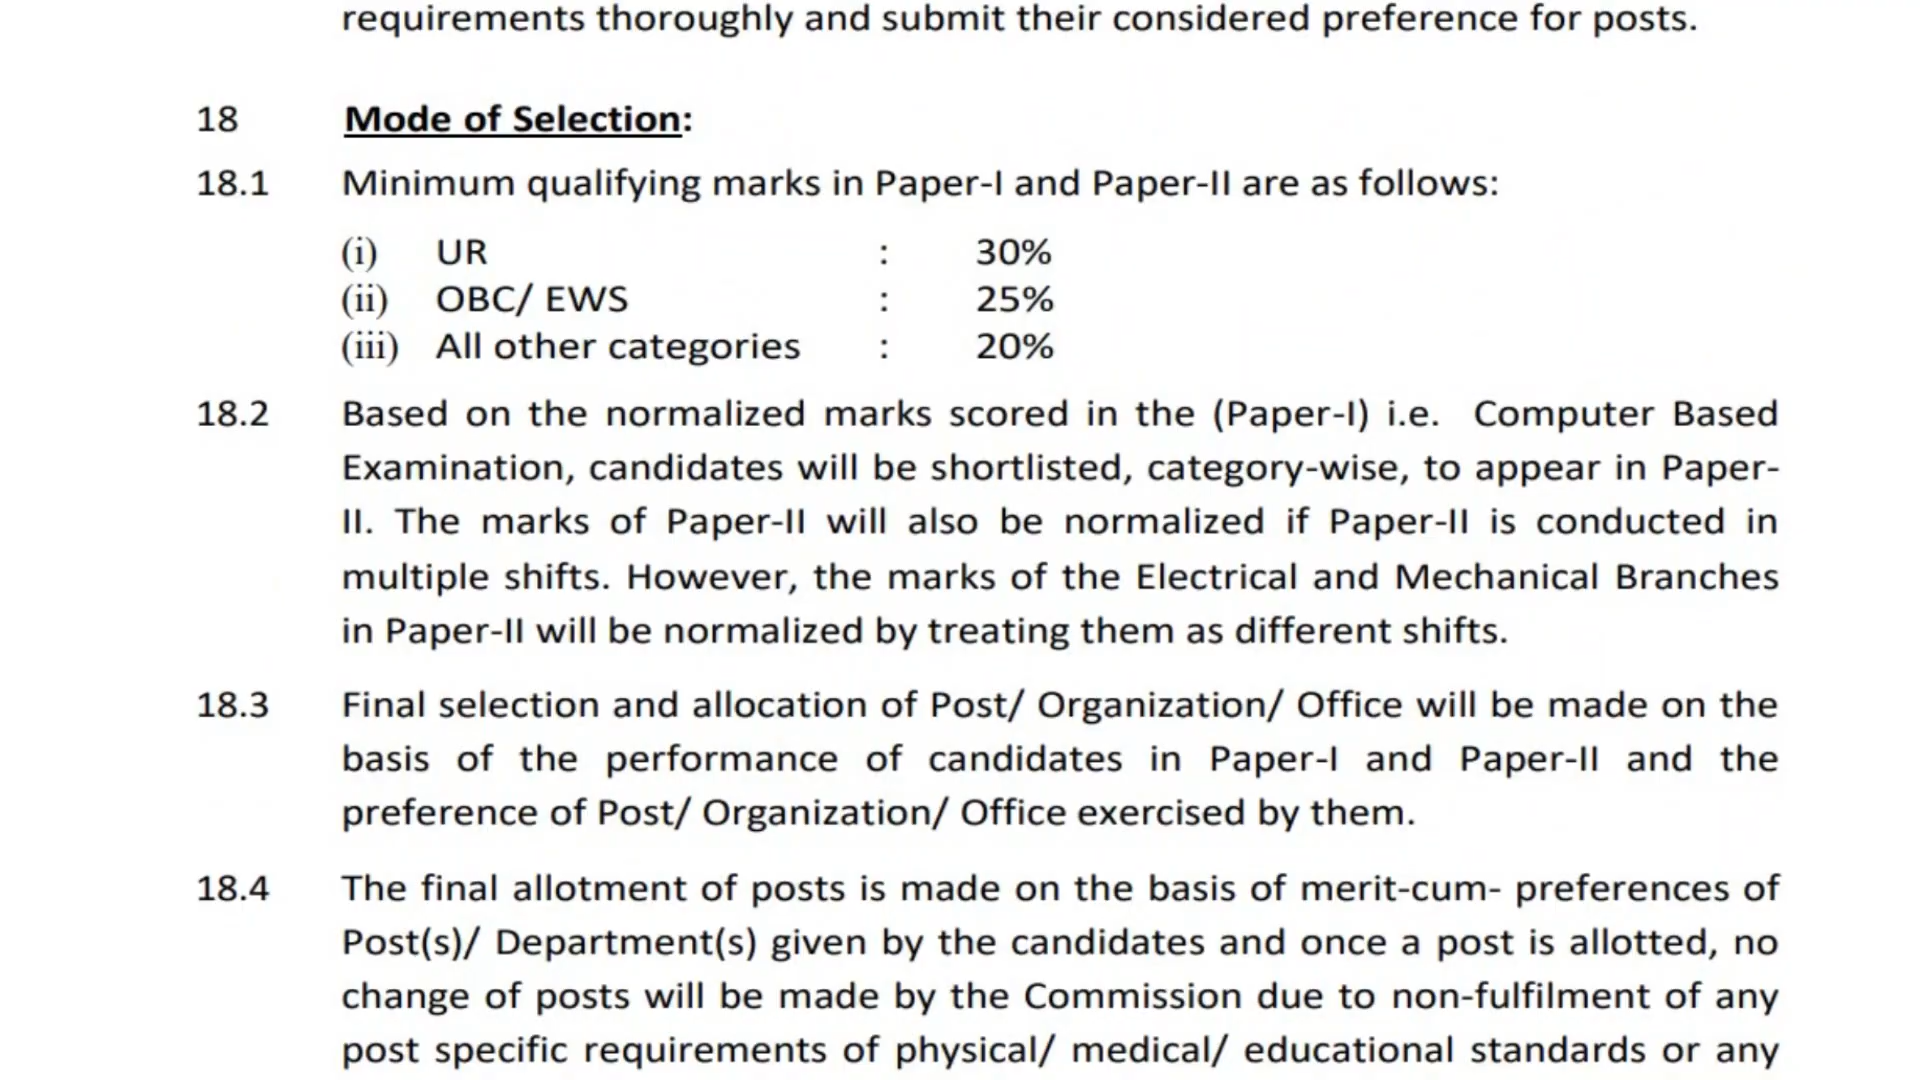 requirements thoroughly and submit their considered preference for posts.
18 Mode of Selection:
18.1 Minimum qualifying marks in Paper-I and Paper-II are as follows:
(i) UR : 30%
(ii) OBC/ EWS : 25%
(iii) All other categories : 20%
18.2 Based on the normalized marks scored in the (Paper-I) i.e. Computer Based
Examination, candidates will be shortlisted, category-wise, to appear in Paper-
II. The marks of Paper-II will also be normalized if Paper-II is conducted in
multiple shifts. However, the marks of the Electrical and Mechanical Branches
in Paper-II will be normalized by treating them as different shifts.
18.3 Final selection and allocation of Post/ Organization/ Office will be made on the
basis of the performance of candidates in Paper-I and Paper-II and the
preference of Post/ Organization/ Office exercised by them.
18.4 The final allotment of posts is made on the basis of merit-cum- preferences of
Post(s)/ Department(s) given by the candidates and once a post is allotted, no
change of posts will be made by the Commission due to non-fulfilment of any
post specific requirements of physical/ medical/ educational standards or any